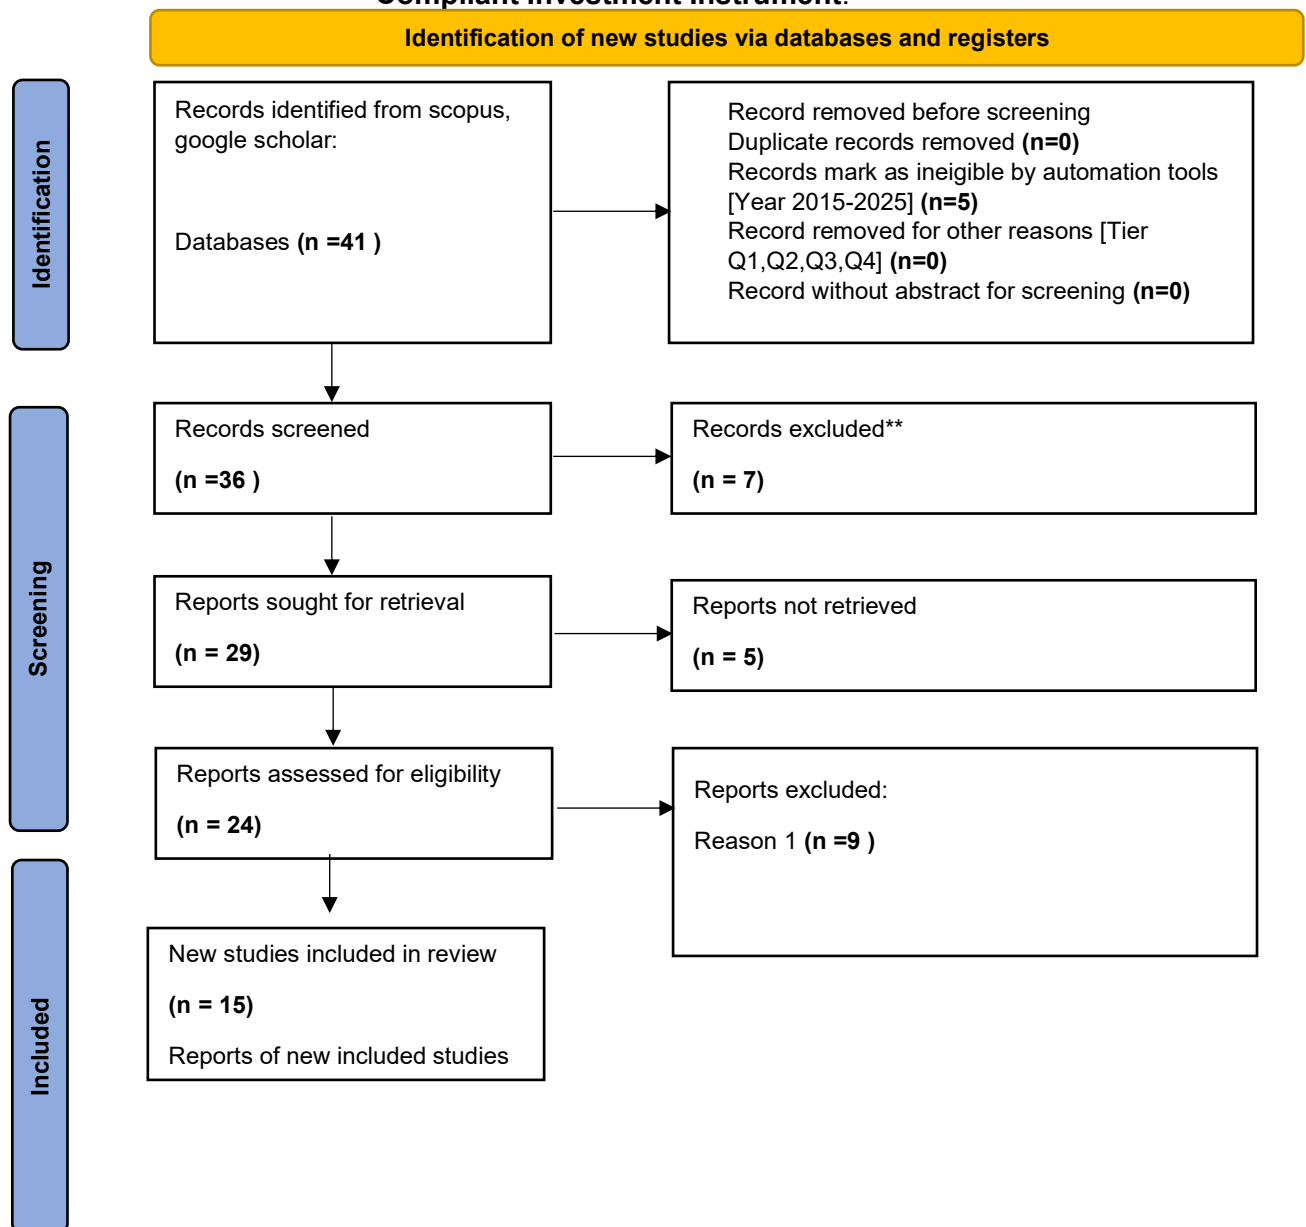 Compliant Investment Instrument.
Identification of new studies via databases and registers
Identification
Records identified from scopus,
google scholar:
Databases (n =41 )
Record removed before screening
Duplicate records removed (n=0)
Records mark as ineigible by automation tools
[Year 2015-2025] (n=5)
Record removed for other reasons [Tier
Q1,Q2,Q3,Q4] (n=0)
Record without abstract for screening (n=0)
Screening
Records screened
(n =36 )
Records excluded**
(n = 7)
Reports sought for retrieval
(n = 29)
Reports not retrieved
(n = 5)
Reports assessed for eligibility
(n = 24)
Reports excluded:
Reason 1 (n =9 )
Included
New studies included in review
(n = 15)
Reports of new included studies